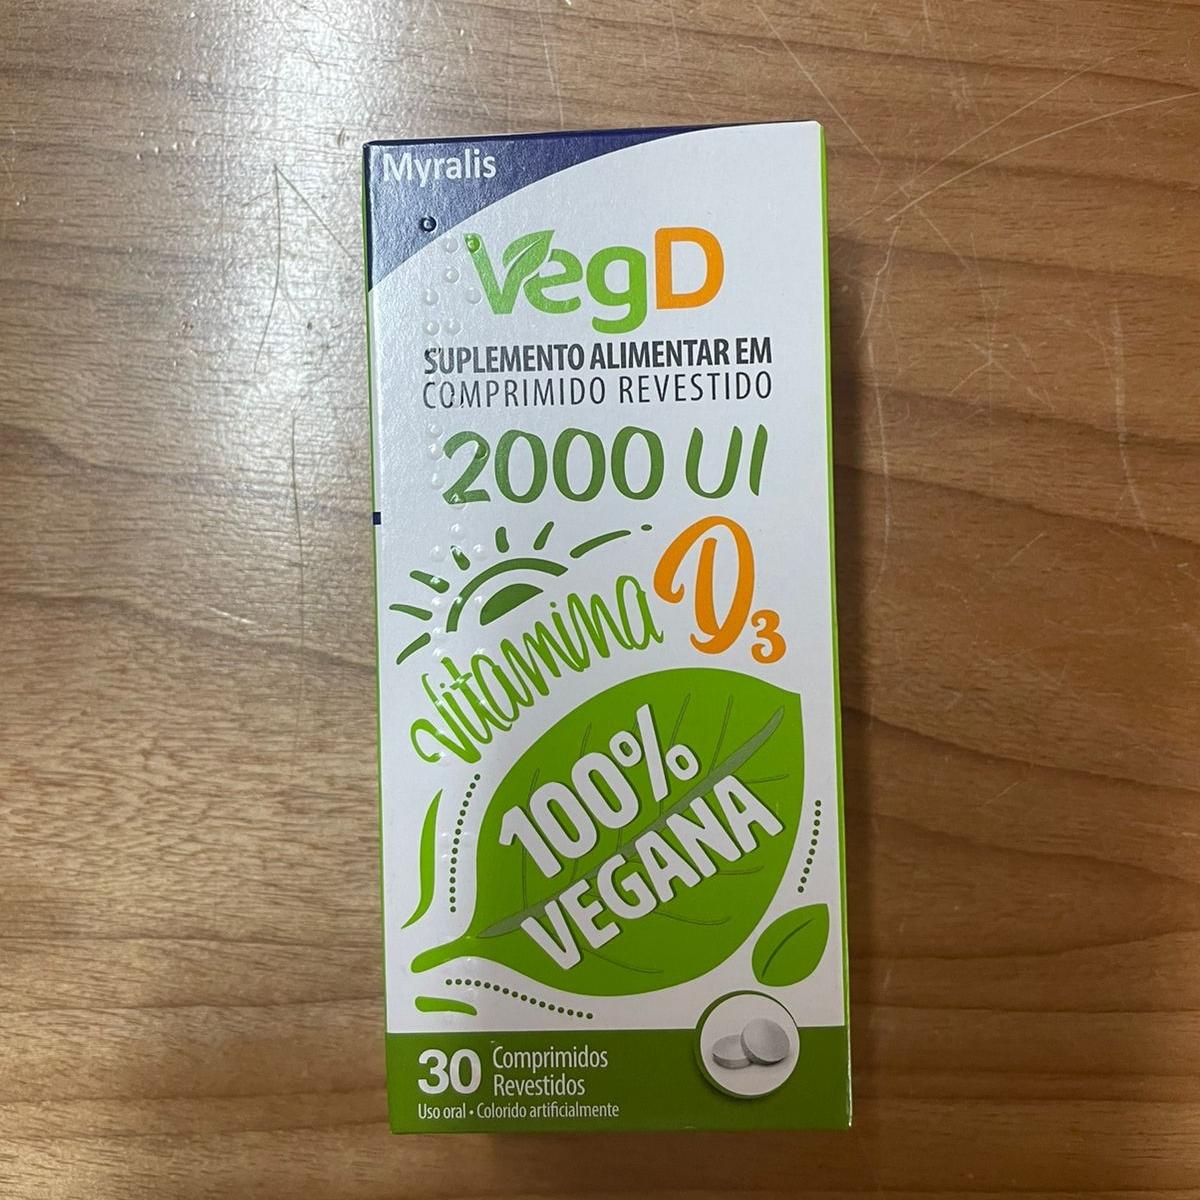 Myralis
VegD
SUPLEMENTO ALIMENTAR EM
COMPRIMIDO REVESTIDO
2000 UI
Vitamina D3
100%
VEGANA
30 Comprimidos
Revestidos
Uso oral • Colorido artificialmente